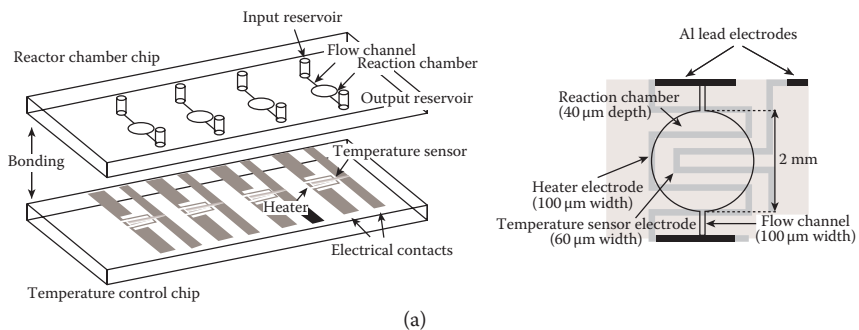 Input reservoir
Flow channel
Reaction chamber
Reactor chamber chip
Output reservoir
Bonding
Temperature sensor
Heater
Electrical contacts
Temperature control chip
Al lead electrodes
Reaction chamber
(40 µm depth)
2 mm
Heater electrode
(100 µm width)
Temperature sensor electrode
(60 µm width)
Flow channel
(100 µm width)
(a)